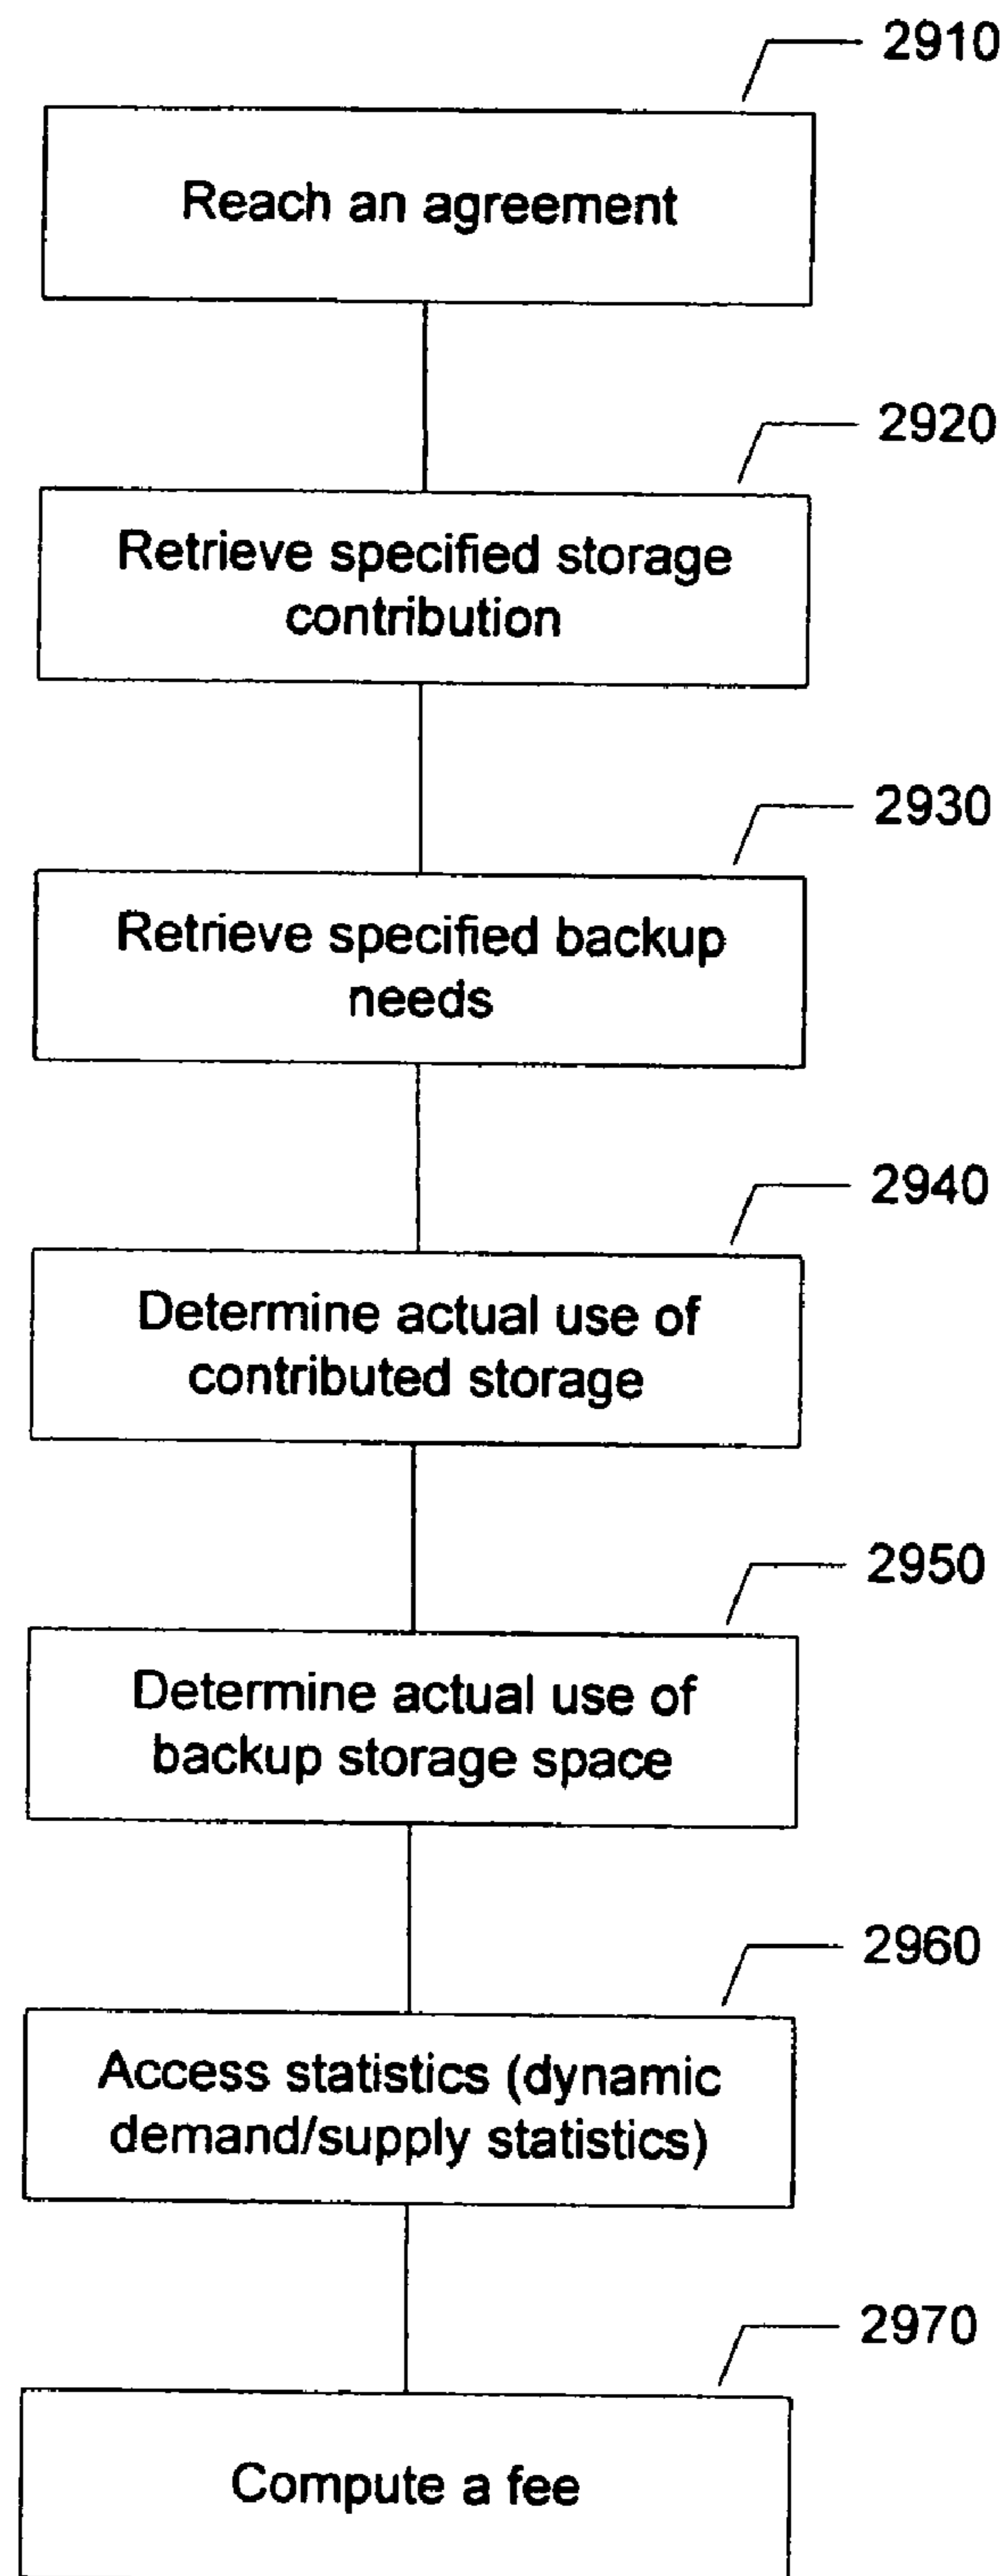 2910
Reach an agreement
2920
Retrieve specified storage
contribution
2930
Retrieve specified backup
needs
2940
Determine actual use of
contributed storage
2950
Determine actual use of
backup storage space
2960
Access statistics (dynamic
demand/supply statistics)
2970
Compute a fee